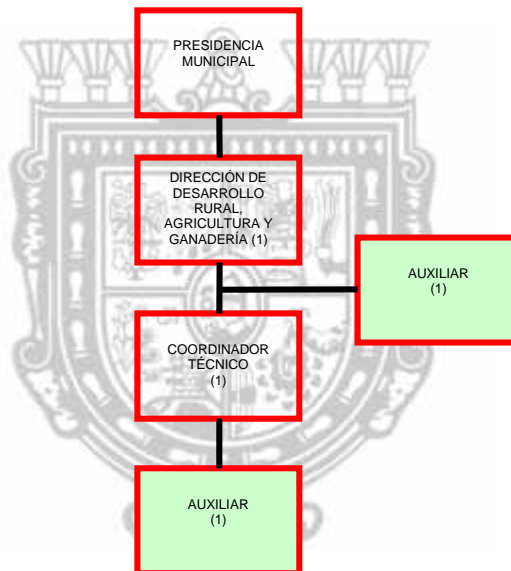 PRESIDENCIA
MUNICIPAL
DIRECCIÓN DE
DESARROLLO
RURAL,
AGRICULTURA Y
GANADERÍA (1)
AUXILIAR
(1)
COORDINADOR
TÉCNICO
(1)
AUXILIAR
(1)